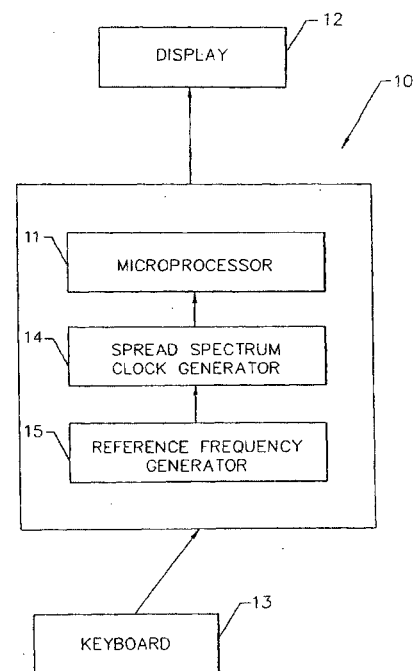 12
DISPLAY
10
11
MICROPROCESSOR
14
SPREAD SPECTRUM
CLOCK GENERATOR
15
REFERENCE FREQUENCY
GENERATOR
13
KEYBOARD